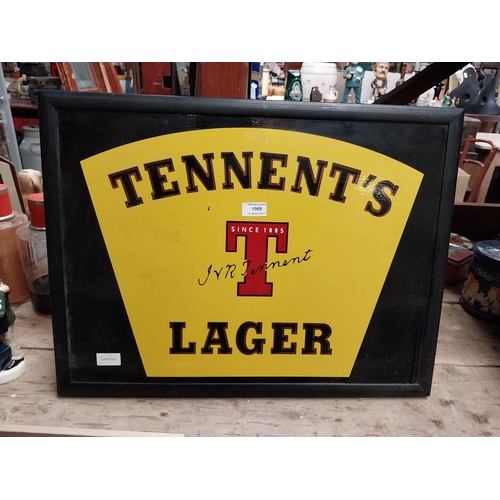 TENNENT'S
1069
SINCE 1885
T
J & R Tennent
LAGER